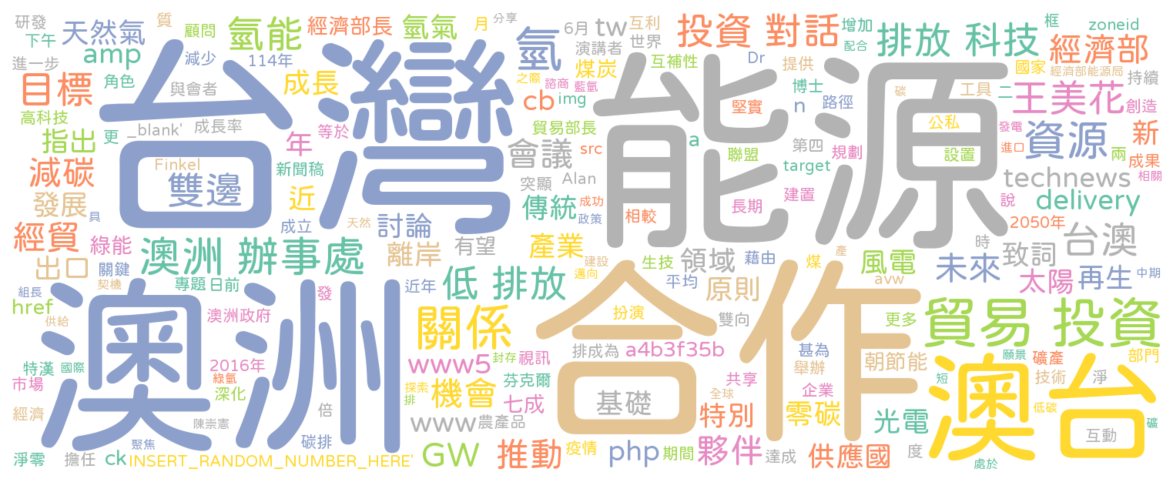 研發 天然氣 顧問 氫能 經濟部長 氫氣 月 分享 6月 tw 互利 投資 對話 增加 框 zoneid
下午 amp 質 減少 114年 成長 氫 演講者 世界 Dr 配合 排放 科技 經濟部
進一步 角色 與會者 之際 諮商 藍氫 煤炭 互補性 提供 博士 國家 經濟部能源局 持續
目標 台灣 cb img 能源 堅實 n 路徑 碳 工具 二 王美花 創造
高科技 更 _blank' 成長率 等於 貿易部長 a 第四 公私 發電 新
指出 年 新聞稿 會議 src 聯盟 target 規劃 設置 進口 資源 兩 成果
減碳 Finkel 雙邊 近 突顯 Alan 建置 technews 相關
發展 具 成立 成功 天然 政策 傳統 相較 長期 說 delivery
經貿 綠能 澳洲 辦事處 討論 離岸 有望 產業 生技 領域 藉由 產 時 2050年 台澳
出口 關鍵 專題 日前 建設 邁向 平均 煤 風電 未來 致詞 太陽 再生 中期
href 組長 契機 發 近年 低 排放 原則 avw
供給 澳洲政府 澳洲 合作 扮演 雙向 更多 貿易 投資
特漢 國際 2016年 關係 排成為 a4b3f35b 甚為 朝節能 願景 礦產 部門
市場 綠氫 深化 www5 封存 視訊 舉辦 短 技術 淨
經濟 倍 探索 排 機會 芬克爾 七成 共享 全球 企業 低碳 澳台
陳崇憲 www 農產品 基礎 特別 零碳 光電 礦 互動
淨零 擔任 聚焦 碳排 ck INSERT_RANDOM_NUMBER_HERE' GW 推動 疫情 php 期間 夥伴 達成 供應國 度 處於